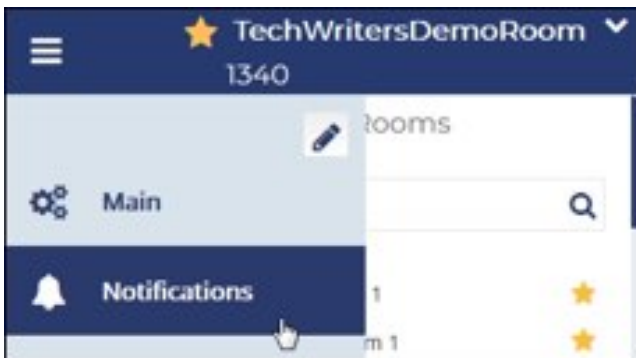 TechWritersDemoRoom
1340
Rooms
Main
Notifications
1
m 1